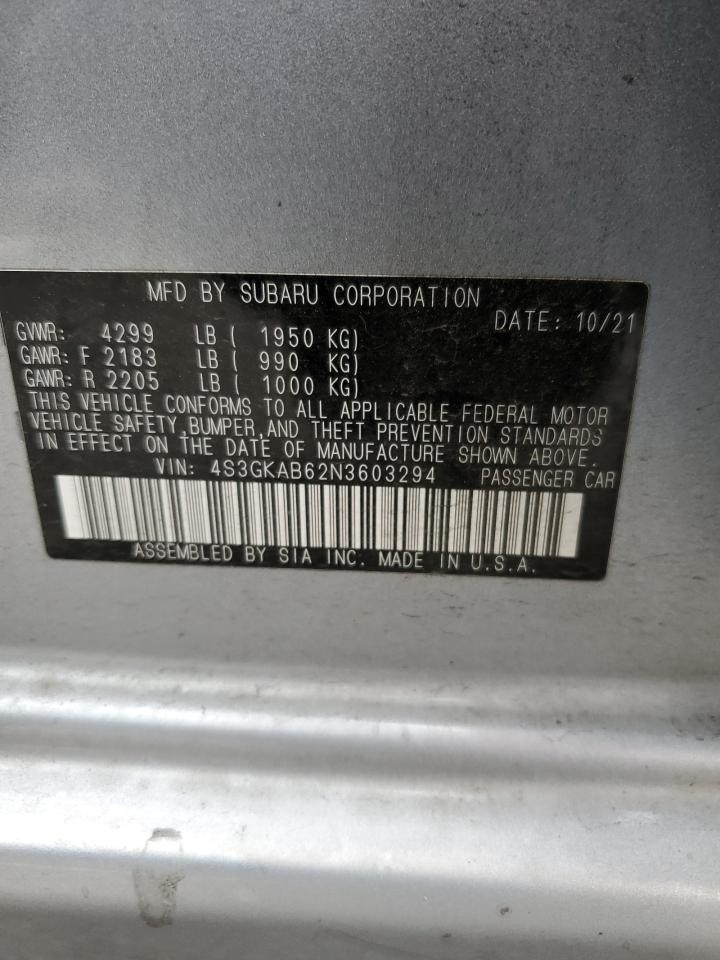 MFD BY SUBARU CORPORATION
DATE: 10/21
GVWR: 4299 LB ( 1950 KG)
GAWR: F 2183 LB ( 990 KG)
GAWR: R 2205 LB ( 1000 KG)
THIS VEHICLE CONFORMS TO ALL APPLICABLE FEDERAL MOTOR
VEHICLE SAFETY, BUMPER, AND THEFT PREVENTION STANDARDS
IN EFFECT ON THE DATE OF MANUFACTURE SHOWN ABOVE.
VIN: 4S3GKAB62N3603294 PASSENGER CAR
ASSEMBLED BY SIA INC. MADE IN U.S.A.